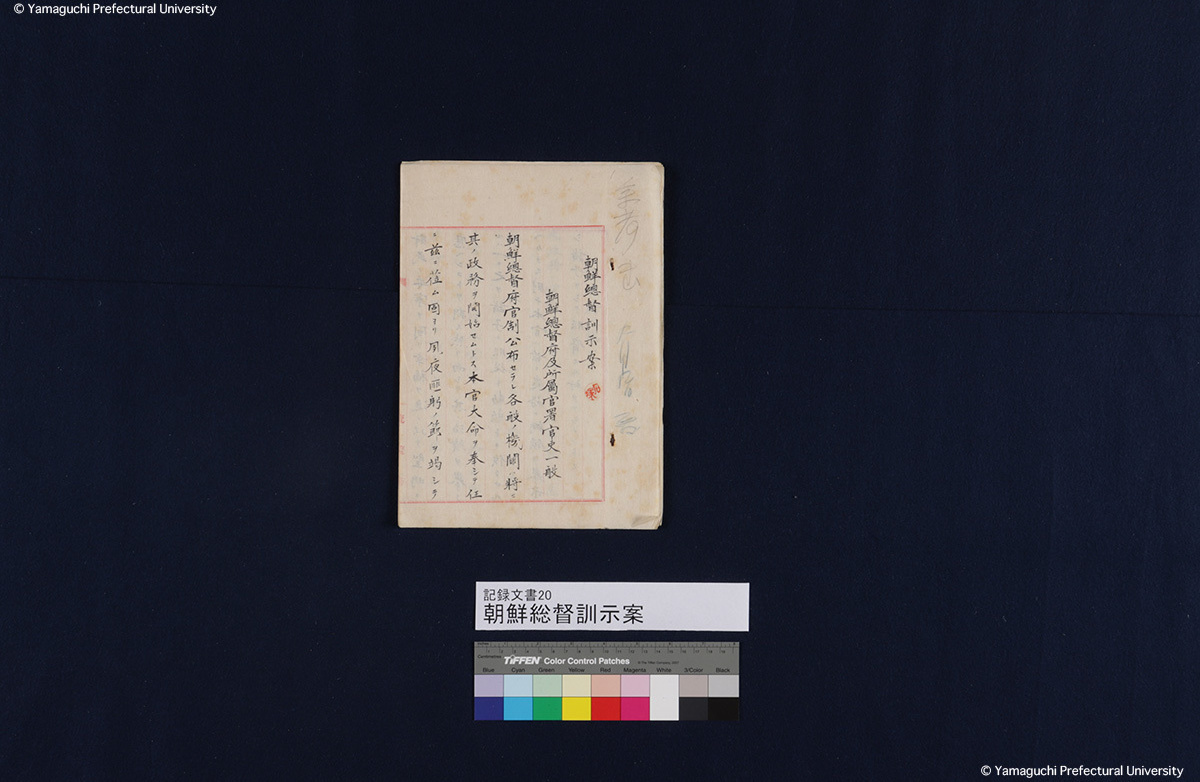 © Yamaguchi Prefectural University
朝鮮總督訓示案
朝鮮總督府及所屬官署官吏一般
朝鮮總督府官制公布セラレ各般ノ機關將ニ
其ノ政務ヲ開始セムトス本官大命ヲ奉シテ任
ニ茲ニ莅ム固ヨリ夙夜匪躬ノ節ヲ竭シテ
記録文書20
朝鮮総督訓示案
Centimetres
TIFFEN Color Control Patches
Blue Cyan Green Yellow Red Magenta White 3/Color Black
© Yamaguchi Prefectural University